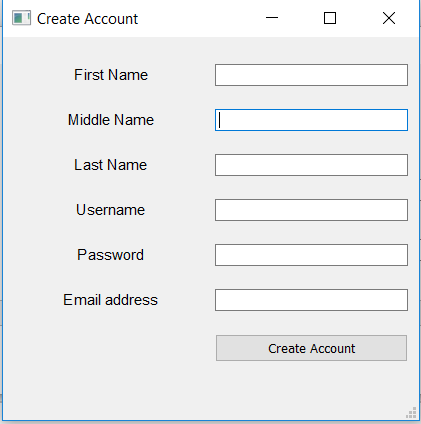 Create Account
First Name
Middle Name
Last Name
Username
Password
Email address
Create Account